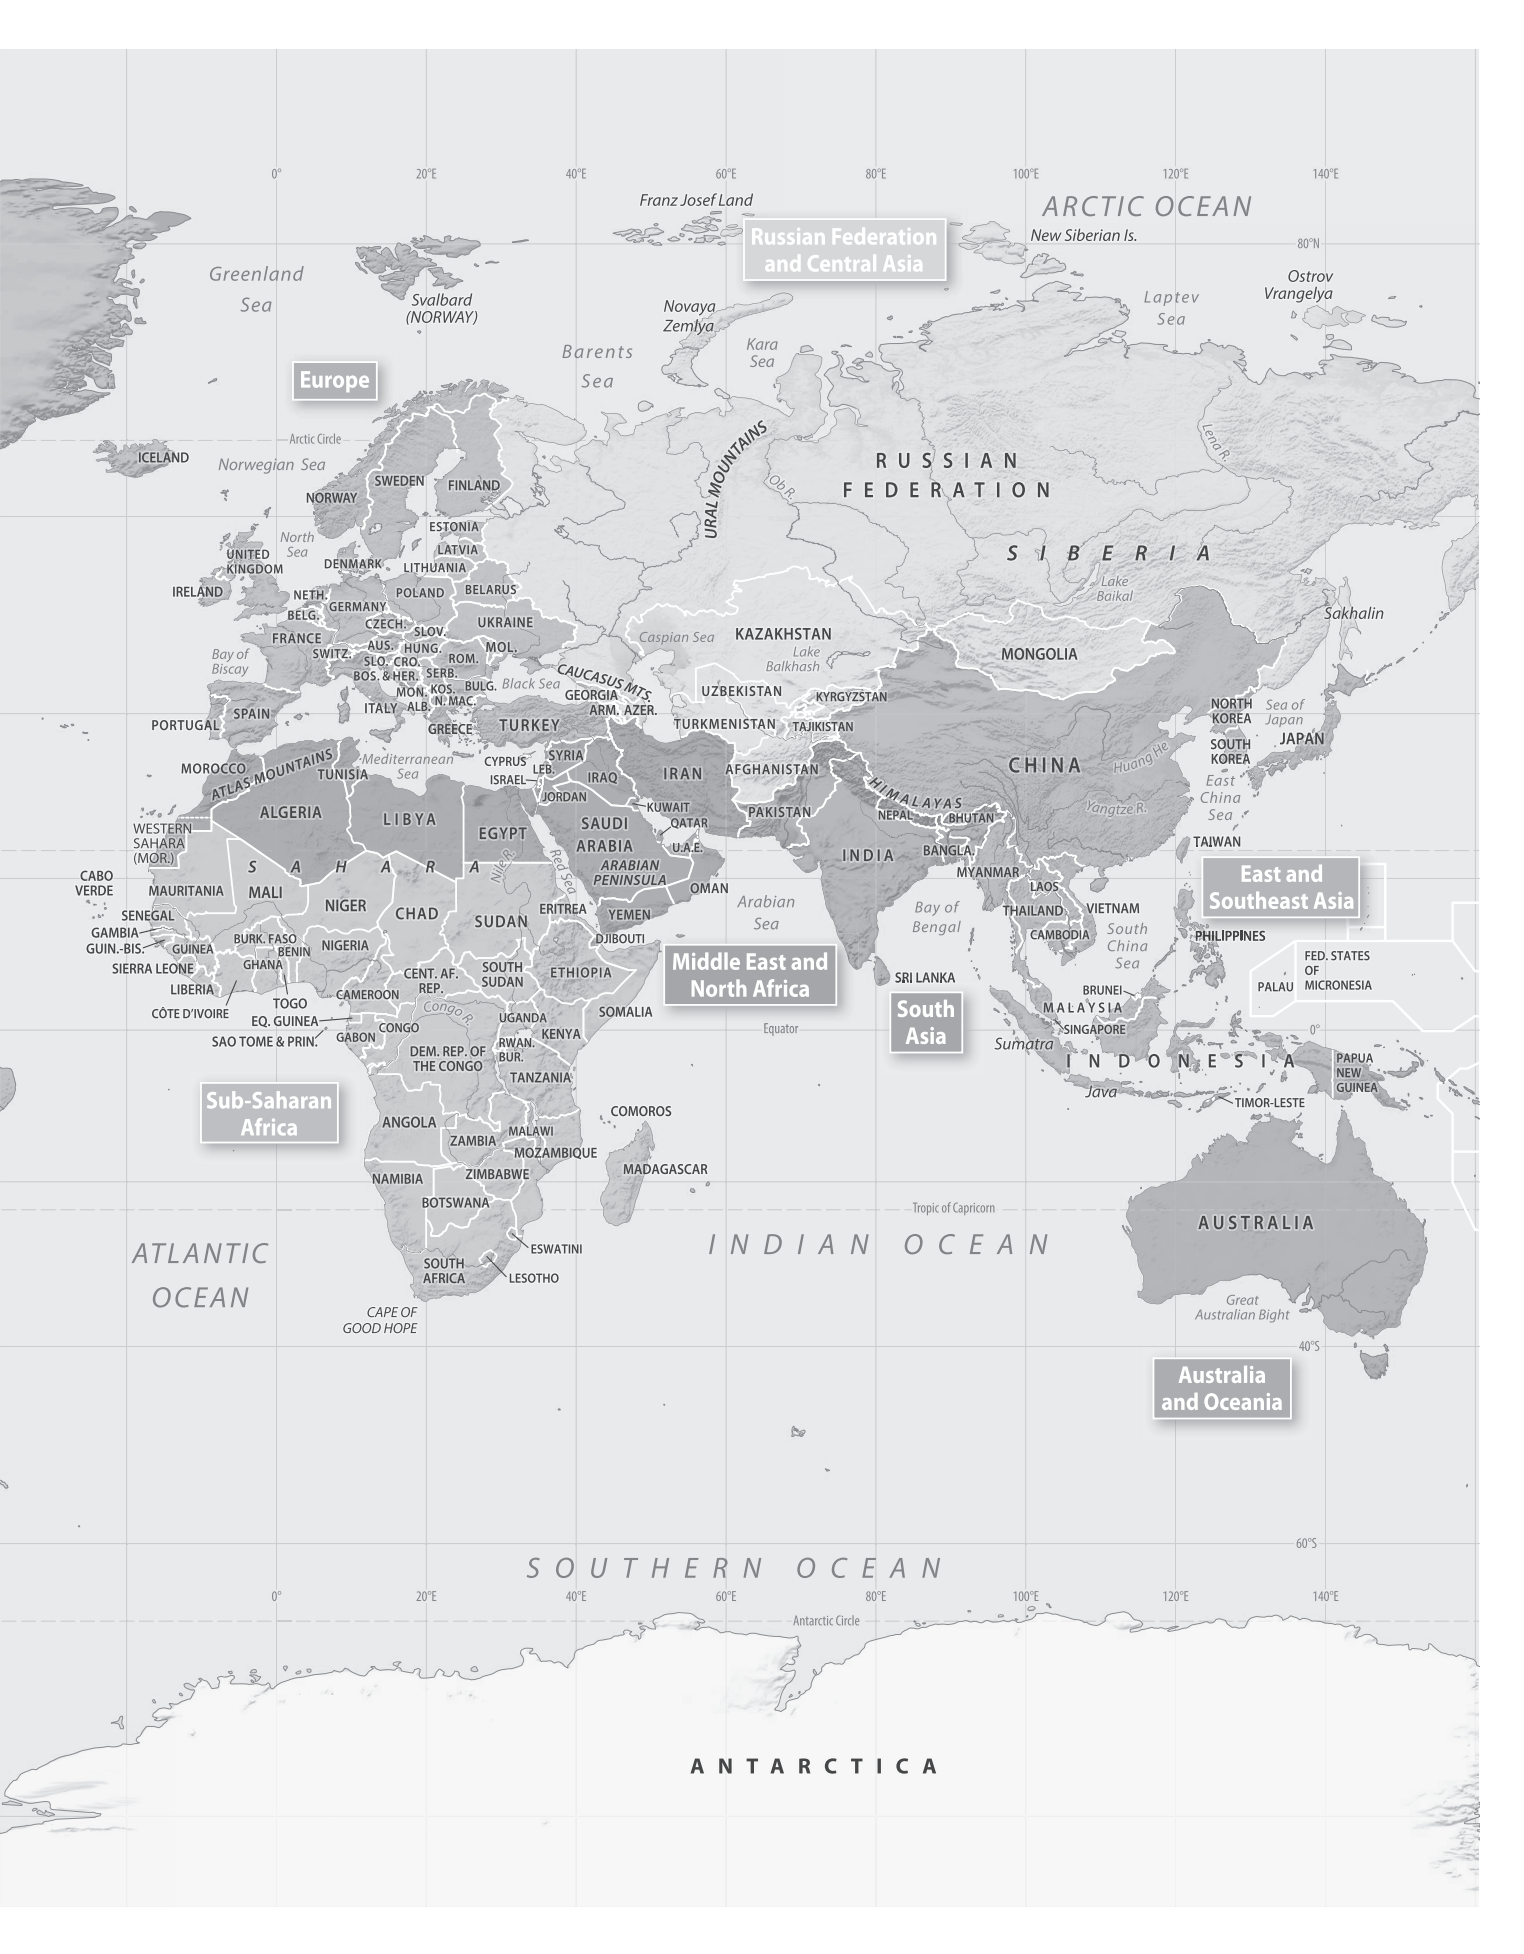 0°
20°E
40°E
60°E
80°E
100°E
120°E
140°E
Franz Josef Land
ARCTIC OCEAN
Russian Federation
and Central Asia
New Siberian Is.
80°N
Greenland
Sea
Svalbard
(NORWAY)
Novaya
Zemlya
Ostrov
Vrangelya
Laptev
Sea
Kara
Sea
Barents
Sea
Europe
Arctic Circle
ICELAND
Norwegian Sea
URAL MOUNTAINS
Ob R.
Lena R.
RUSSIAN
FEDERATION
SWEDEN
FINLAND
NORWAY
ESTONIA
North
Sea
LATVIA
SIBERIA
UNITED
KINGDOM
DENMARK
LITHUANIA
IRELAND
NETH.
POLAND
BELARUS
Lake
Baikal
BELG.
GERMANY
CZECH.
UKRAINE
Sakhalin
FRANCE
SLOV.
Caspian Sea
KAZAKHSTAN
AUS.
HUNG.
MOL.
Bay of
Biscay
SWITZ.
SLO.
CRO.
ROM.
Lake
Balkhash
MONGOLIA
BOS. & HER.
SERB.
MON.
KOS.
BULG.
Black Sea
CAUCASUS MTS.
UZBEKISTAN
KYRGYZSTAN
ITALY
ALB.
N. MAC.
GEORGIA
ARM.
AZER.
PORTUGAL
SPAIN
GREECE
TURKEY
TURKMENISTAN
TAJIKISTAN
NORTH
KOREA
Sea of
Japan
SOUTH
KOREA
JAPAN
MOROCCO
ATLAS MOUNTAINS
TUNISIA
Mediterranean
Sea
CYPRUS
LEB.
SYRIA
ISRAEL
IRAQ
IRAN
AFGHANISTAN
CHINA
Huang He
JORDAN
KUWAIT
HIMALAYAS
East
China
Sea
ALGERIA
LIBYA
EGYPT
SAUDI
ARABIA
QATAR
PAKISTAN
NEPAL
BHUTAN
Yangtze R.
WESTERN
SAHARA
(MOR.)
U.A.E.
INDIA
BANGLA.
TAIWAN
SAHARA
Nile R.
Red Sea
ARABIAN
PENINSULA
OMAN
MYANMAR
East and
Southeast Asia
CABO
VERDE
MAURITANIA
MALI
NIGER
CHAD
SUDAN
ERITREA
YEMEN
Arabian
Sea
Bay of
Bengal
LAOS
THAILAND
VIETNAM
SENEGAL
GAMBIA
GUIN.-BIS.
GUINEA
BURK. FASO
BENIN
NIGERIA
DJIBOUTI
CAMBODIA
South
China
Sea
PHILIPPINES
SIERRA LEONE
GHANA
CENT. AF.
REP.
SOUTH
SUDAN
ETHIOPIA
Middle East and
North Africa
SRI LANKA
FED. STATES
OF
MICRONESIA
PALAU
LIBERIA
CÔTE D'IVOIRE
TOGO
CAMEROON
Congo R.
UGANDA
SOMALIA
South
Asia
BRUNEI
MALAYSIA
EQ. GUINEA
SAO TOME & PRIN.
GABON
CONGO
KENYA
Equator
SINGAPORE
0°
Sumatra
DEM. REP. OF
THE CONGO
RWAN.
BUR.
INDONESIA
PAPUA
NEW
GUINEA
TANZANIA
Java
TIMOR-LESTE
Sub-Saharan
Africa
ANGOLA
COMOROS
ZAMBIA
MALAWI
MOZAMBIQUE
MADAGASCAR
NAMIBIA
ZIMBABWE
BOTSWANA
Tropic of Capricorn
AUSTRALIA
ATLANTIC
OCEAN
INDIAN OCEAN
ESWATINI
SOUTH
AFRICA
LESOTHO
CAPE OF
GOOD HOPE
Great
Australian Bight
40°S
Australia
and Oceania
60°S
SOUTHERN OCEAN
0°
20°E
40°E
60°E
80°E
100°E
120°E
140°E
Antarctic Circle
ANTARCTICA